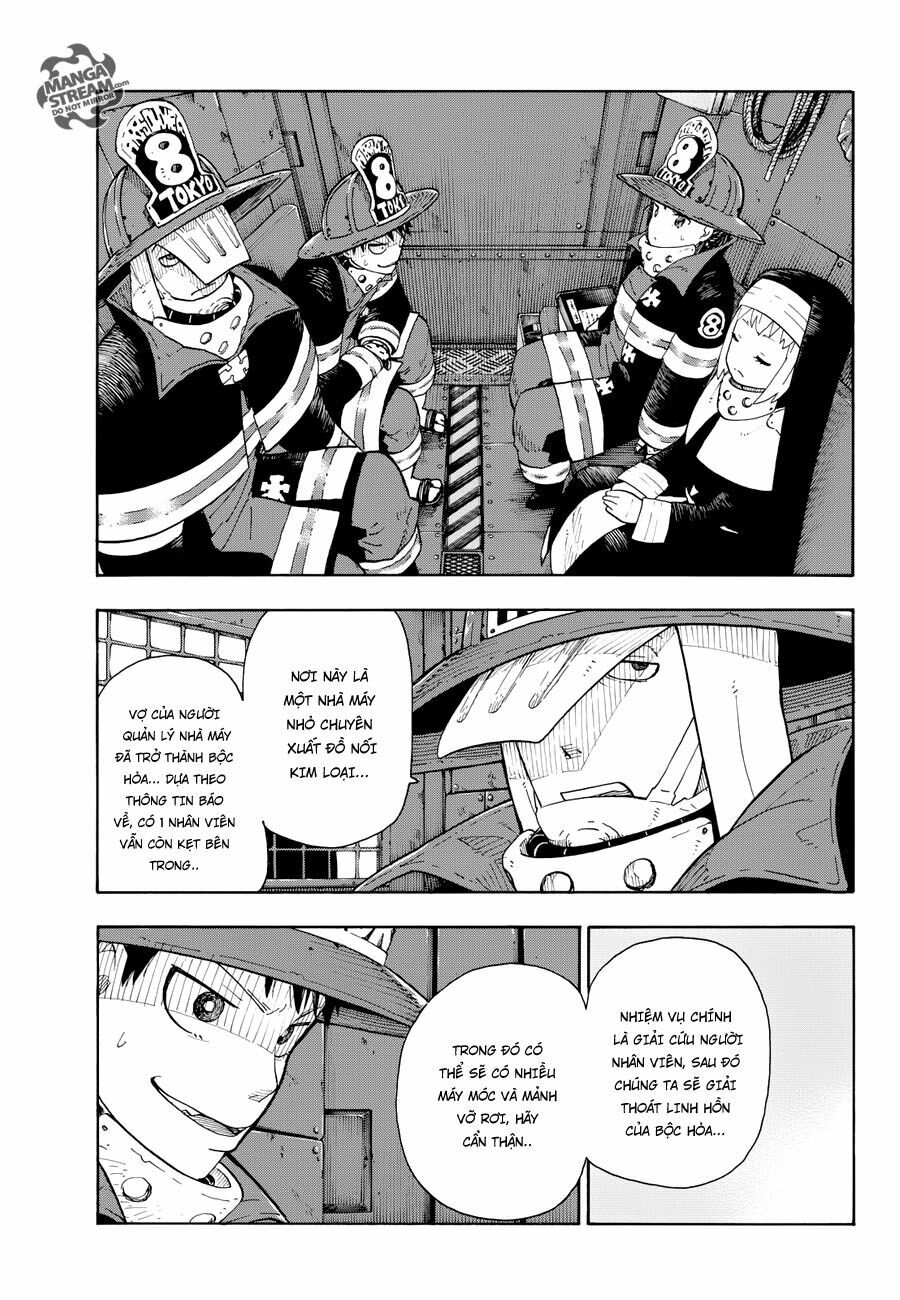 MANGA
STREAM.com
DO NOT MIRROR
8
TOKYO
8
TOKYO
8
TOKYO
8
NƠI NÀY LÀ
MỘT NHÀ MÁY
NHỎ CHUYÊN
XUẤT ĐỒ NỐI
KIM LOẠI...
VỢ CỦA NGƯỜI
QUẢN LÝ NHÀ MÁY
ĐÃ TRỞ THÀNH BỘC
HỎA... DỰA THEO
THÔNG TIN BÁO
VỀ, CÓ 1 NHÂN VIÊN
VẪN CÒN KẸT BÊN
TRONG..
NHIỆM VỤ CHÍNH
LÀ GIẢI CỨU NGƯỜI
NHÂN VIÊN, SAU ĐÓ
CHÚNG TA SẼ GIẢI
THOÁT LINH HỒN
CỦA BỘC HỎA...
TRONG ĐÓ CÓ
THỂ SẼ CÓ NHIỀU
MÁY MÓC VÀ MẢNH
VỠ RƠI, HÃY
CẨN THẬN..